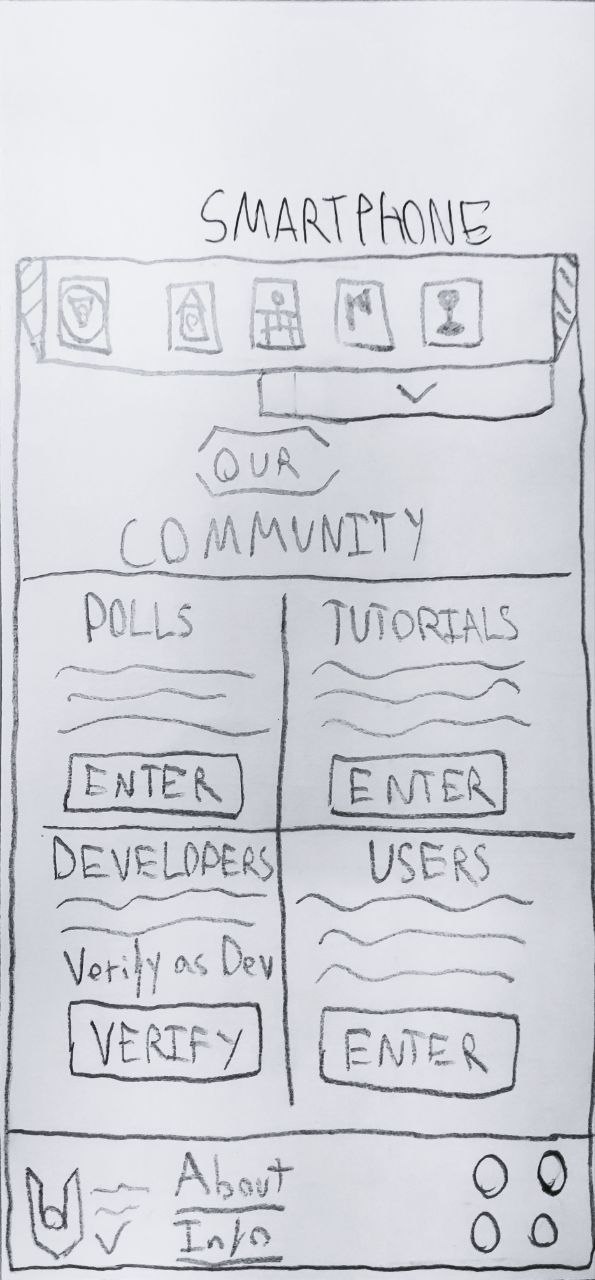 SMARTPHONE
OUR
COMMUNITY
POLLS
TUTORIALS
ENTER
ENTER
DEVELOPERS
USERS
Verify as Dev
VERIFY
ENTER
About
Info